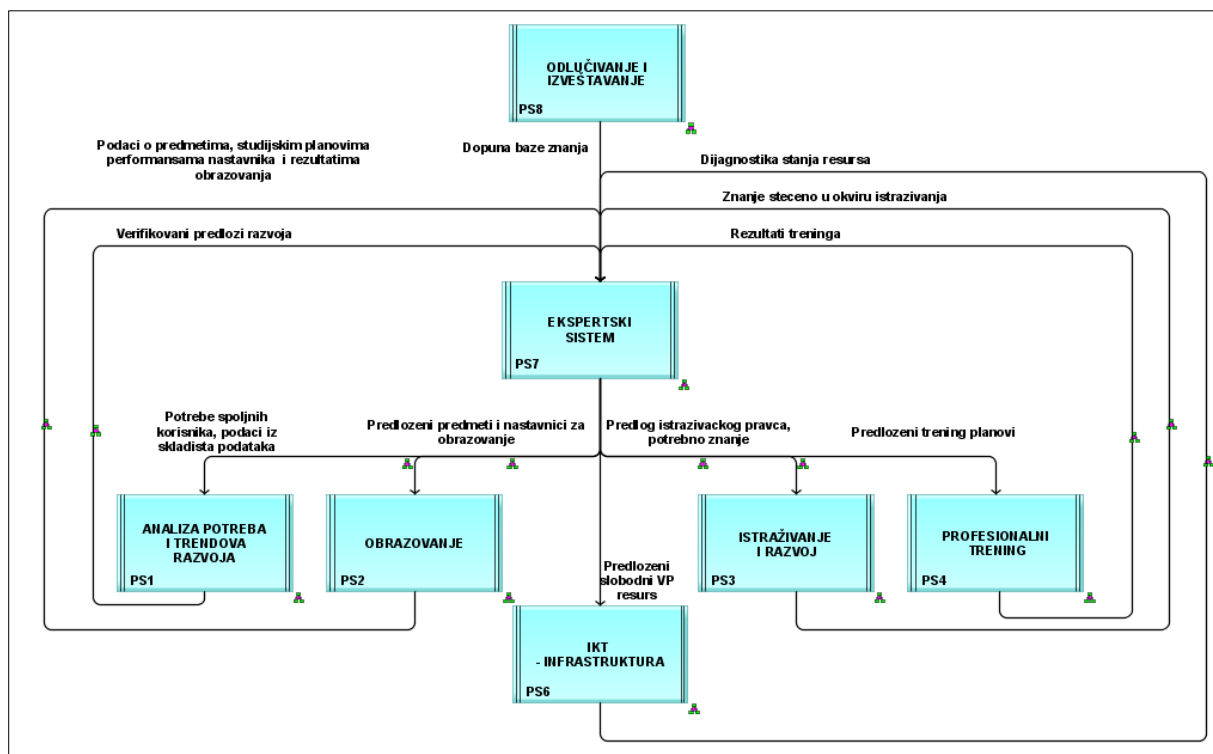 ODLUČIVANJE I
IZVEŠTAVANJE
PS8
Podaci o predmetima, studijskim planovima
performansama nastavnika i rezultatima
obrazovanja
Dopuna baze znanja
Dijagnostika stanja resursa
Znanje steceno u okviru istrazivanja
Verifikovani predlozi razvoja
Rezultati treninga
EKSPERTSKI
SISTEM
PS7
Potrebe spoljnih
korisnika, podaci iz
skladista podataka
Predlozeni predmeti i nastavnici za
obrazovanje
Predlog istrazivackog pravca,
potrebno znanje
Predlozeni trening planovi
ANALIZA POTREBA
I TRENDOVA
RAZVOJA
PS1
OBRAZOVANJE
PS2
ISTRAŽIVANJE
I RAZVOJ
PS3
PROFESIONALNI
TRENING
PS4
Predlozeni
slobodni VP
resurs
IKT
- INFRASTRUKTURA
PS6